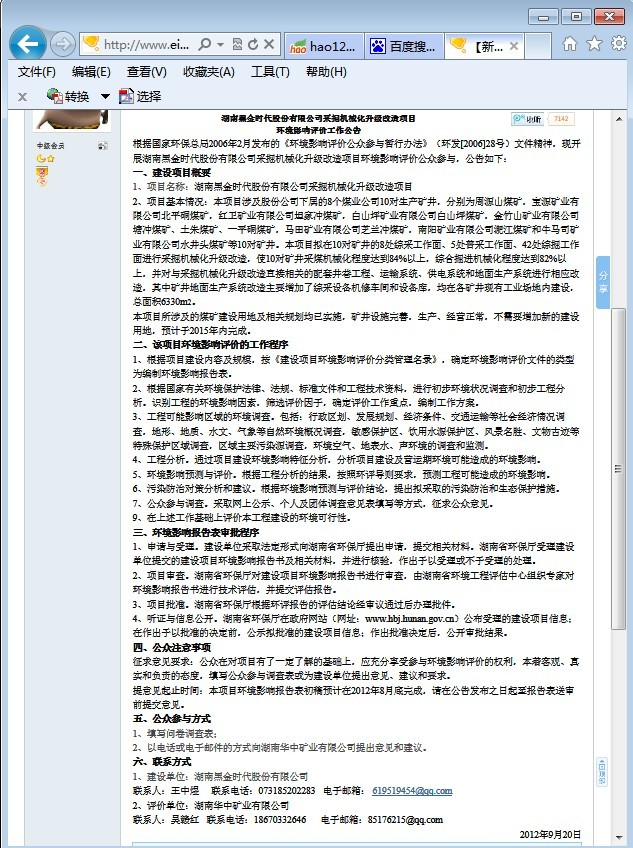 http://www.ei...
hao12...
百度搜...
【新...
文件(F) 编辑(E) 查看(V) 收藏夹(A) 工具(T) 帮助(H)
转换 选择
湖南黑金时代股份有限公司采掘机械化升级改造项目
环境影响评价工作公告
收听 7142
中级会员
根据国家环保总局2006年2月发布的《环境影响评价公众参与暂行办法》（环发[2006]28号）文件精神，现开
展湖南黑金时代股份有限公司采掘机械化升级改造项目环境影响评价公众参与，公告如下：
一、建设项目概要
1、项目名称：湖南黑金时代股份有限公司采掘机械化升级改造项目
2、项目基本情况：本项目涉及股份公司下属的8个煤业公司10对生产矿井，分别为周源山煤矿，宝源矿业有
限公司北平硐煤矿，红卫矿业有限公司坦家冲煤矿，白山坪矿业有限公司白山坪煤矿，金竹山矿业有限公司
塘冲煤矿、土朱煤矿、一平硐煤矿，马田矿业有限公司芝兰冲煤矿，南阳矿业有限公司淝江煤矿和牛马司矿
业有限公司水井头煤矿等10对矿井。本项目拟在10对矿井的8处综采工作面、5处普采工作面、42处综掘工作
面进行采掘机械化升级改造，使10对矿井采煤机械化程度达到84%以上，综合掘进机械化程度达到82%以
上，并对与采掘机械化升级改造直接相关的配套井巷工程、运输系统、供电系统和地面生产系统进行相应改
造，其中矿井地面生产系统改造主要增加了综采设备机修车间和设备库，均在各矿井现有工业场地内建设，
总面积6330m2。
本项目所涉及的煤矿建设用地及相关规划均已实施，矿井设施完善，生产、经营正常，不需要增加新的建设
用地，预计于2015年内完成。
二、该项目环境影响评价的工作程序
1、根据项目建设内容及规模，按《建设项目环境影响评价分类管理名录》，确定环境影响评价文件的类型
为编制环境影响报告表。
2、根据国家有关环境保护法律、法规、标准文件和工程技术资料，进行初步环境状况调查和初步工程分
析。识别工程的环境影响因素，筛选评价因子，确定评价工作重点，编制工作方案。
3、工程可能影响区域的环境调查。包括：行政区划、发展规划、经济条件、交通运输等社会经济情况调
查，地形、地质、水文、气象等自然环境概况调查，敏感保护区、饮用水源保护区、风景名胜、文物古迹等
特殊保护区域调查，区域主要污染源调查，环境空气、地表水、声环境的调查和监测。
4、工程分析。通过项目建设环境影响特征分析，分析项目建设及营运期环境可能造成的环境影响。
5、环境影响预测与评价。根据工程分析的结果，按照环评导则要求，预测工程可能造成的环境影响。
6、污染防治对策分析和建议。根据环境影响预测与评价结论，提出拟采取的污染防治和生态保护措施。
7、公众参与调查。采取网上公示、个人及团体调查意见表填写等方式，征求公众意见。
9、在上述工作基础上评价本工程建设的环境可行性。
三、环境影响报告表审批程序
1、申请与受理。建设单位采取法定形式向湖南省环保厅提出申请，提交相关材料。湖南省环保厅受理建设
单位提交的建设项目环境影响报告书及相关材料，并进行核验，作出予以受理或不予受理的处理。
2、项目审查。湖南省环保厅对建设项目环境影响报告书进行审查，由湖南省环境工程评估中心组织专家对
环境影响报告书进行技术评估，并提交评估报告。
3、项目批准。湖南省环保厅根据环评报告的评估结论经审议通过后办理批件。
4、听证与信息公开。湖南省环保厅在政府网站（网址：www.hbj.hunan.gov.cn）公布受理的建设项目信息；
在作出予以批准的决定前，公示拟批准的建设项目信息；作出批准决定后，公开审批结果。
四、公众注意事项
征求意见要求：公众在对项目有了一定了解的基础上，应充分享受参与环境影响评价的权利，本着客观、真
实和负责的态度，填写公众参与调查表或为建设单位提出意见、建议和要求。
提意见起止时间：本项目环境影响报告表初稿预计在2012年8月底完成，请在公告发布之日起至报告表送审
前提交意见。
五、公众参与方式
1、填写问卷调查表；
2、以电话或电子邮件的方式向湖南华中矿业有限公司提出意见和建议。
六、联系方式
1、建设单位：湖南黑金时代股份有限公司
联系人：王中煜 联系电话：073185202283 电子邮箱： 619519454@qq.com
2、评价单位：湖南华中矿业有限公司
联系人：吴赣红 联系电话：18670332646 电子邮箱：85176215@qq.com
2012年9月20日
分享
回顶部